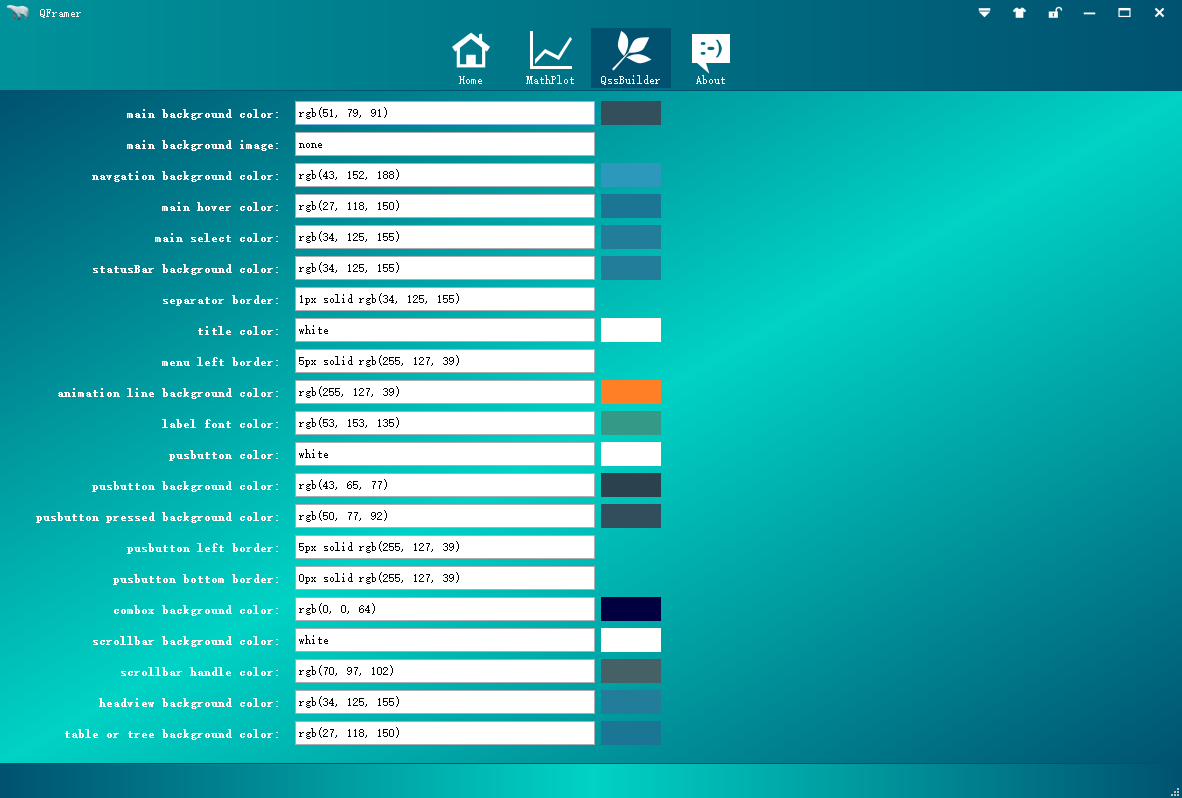 QFramer
Home MathPlot QssBuilder About
main background color: rgb(51, 79, 91)
main background image: none
navgation background color: rgb(43, 152, 188)
main hover color: rgb(27, 118, 150)
main select color: rgb(34, 125, 155)
statusBar background color: rgb(34, 125, 155)
separator border: 1px solid rgb(34, 125, 155)
title color: white
menu left border: 5px solid rgb(255, 127, 39)
animation line background color: rgb(255, 127, 39)
label font color: rgb(53, 153, 135)
pusbutton color: white
pusbutton background color: rgb(43, 65, 77)
pusbutton pressed background color: rgb(50, 77, 92)
pusbutton left border: 5px solid rgb(255, 127, 39)
pusbutton bottom border: 0px solid rgb(255, 127, 39)
combox background color: rgb(0, 0, 64)
scrollbar background color: white
scrollbar handle color: rgb(70, 97, 102)
headview background color: rgb(34, 125, 155)
table or tree background color: rgb(27, 118, 150)